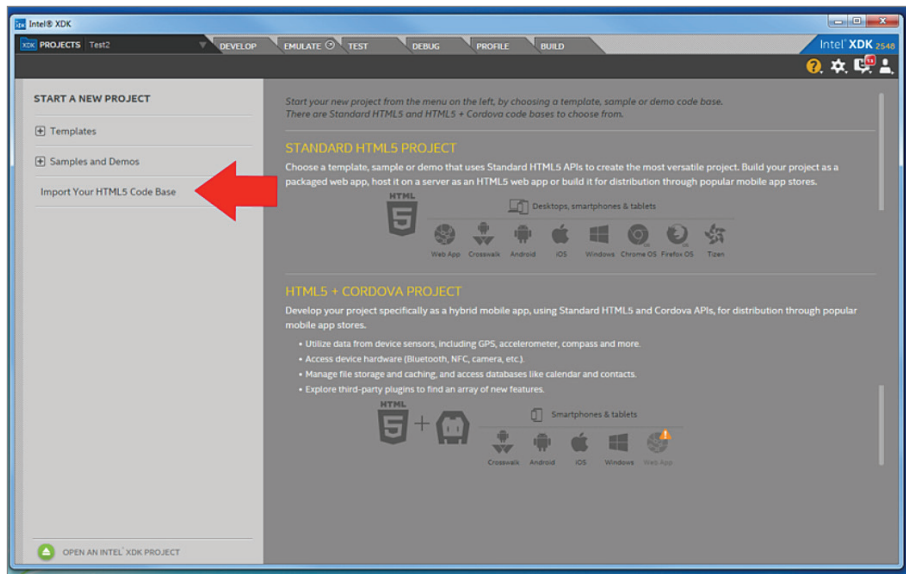 Intel® XDK
XDK PROJECTS Test2 DEVELOP EMULATE TEST DEBUG PROFILE BUILD Intel® XDK 2548
START A NEW PROJECT
Templates
Samples and Demos
Import Your HTML5 Code Base
OPEN AN INTEL® XDK PROJECT
Start your new project from the menu on the left, by choosing a template, sample or demo code base.
There are Standard HTML5 and HTML5 + Cordova code bases to choose from.
STANDARD HTML5 PROJECT
Choose a template, sample or demo that uses Standard HTML5 APIs to create the most versatile project. Build your project as a
packaged web app, host it on a server as an HTML5 web app or build it for distribution through popular mobile app stores.
HTML
5
Desktops, smartphones & tablets
Web App Crosswalk Android iOS Windows Chrome OS Firefox OS Tizen
HTML5 + CORDOVA PROJECT
Develop your project specifically as a hybrid mobile app, using Standard HTML5 and Cordova APIs, for distribution through popular
mobile app stores.
• Utilize data from device sensors, including GPS, accelerometer, compass and more.
• Access device hardware (Bluetooth, NFC, camera, etc.).
• Manage file storage and caching, and access databases like calendar and contacts.
• Explore third-party plugins to find an array of new features.
HTML
5 +
Smartphones & tablets
Crosswalk Android iOS Windows Web App